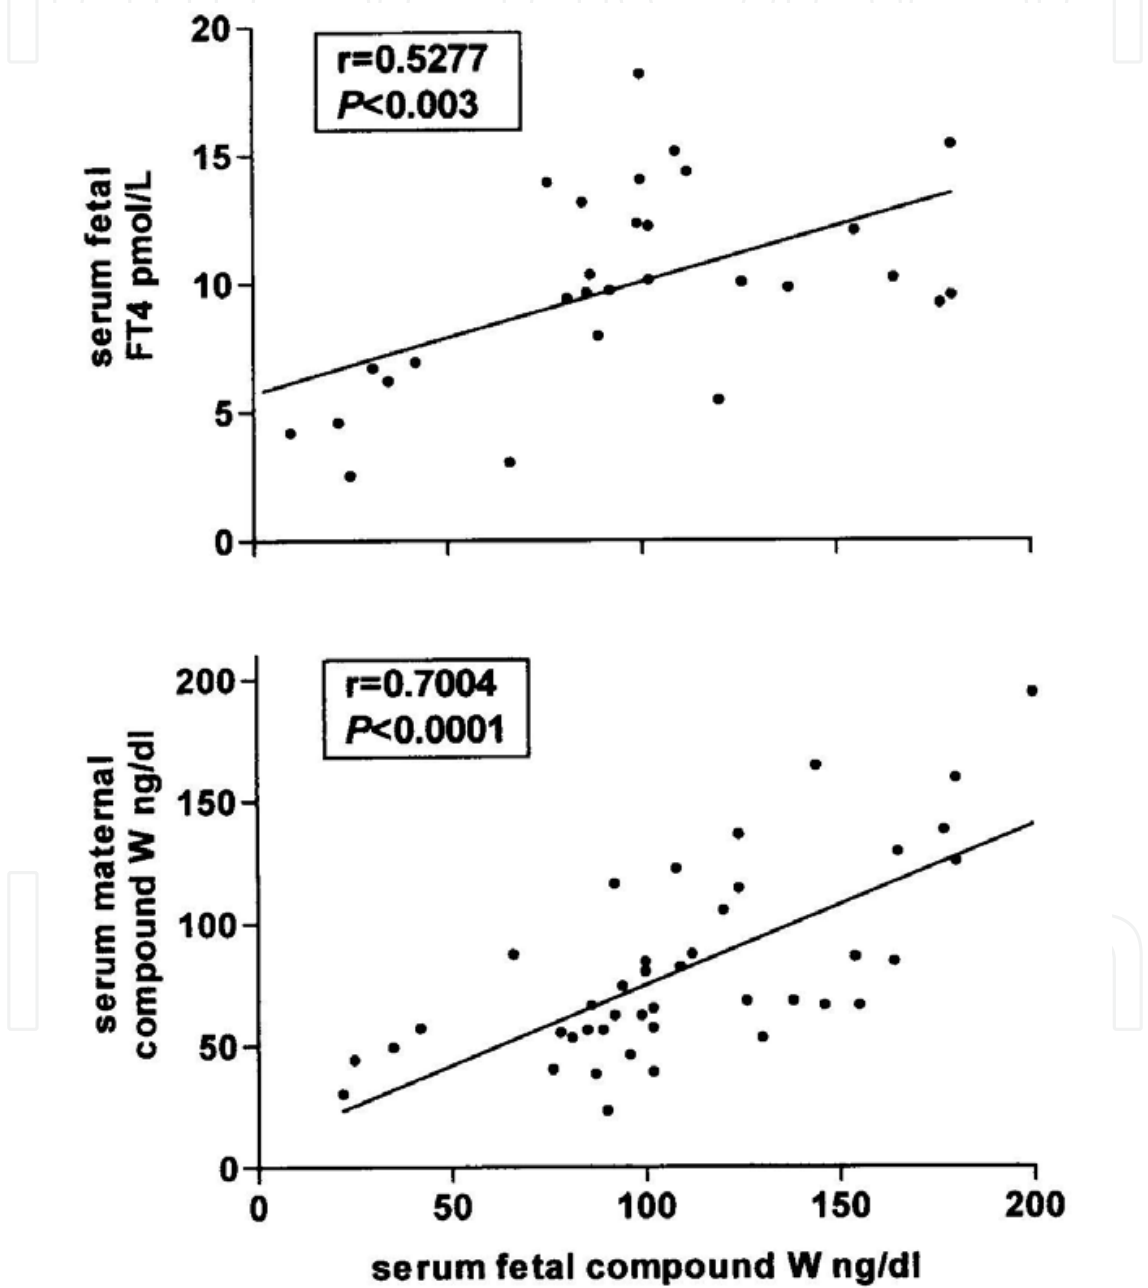 20
r=0.5277
P<0.003
15
10
5
0
serum fetal
FT4 pmol/L
200
r=0.7004
P<0.0001
150
100
50
0
serum maternal
compound W ng/dl
0 50 100 150 200
serum fetal compound W ng/dl